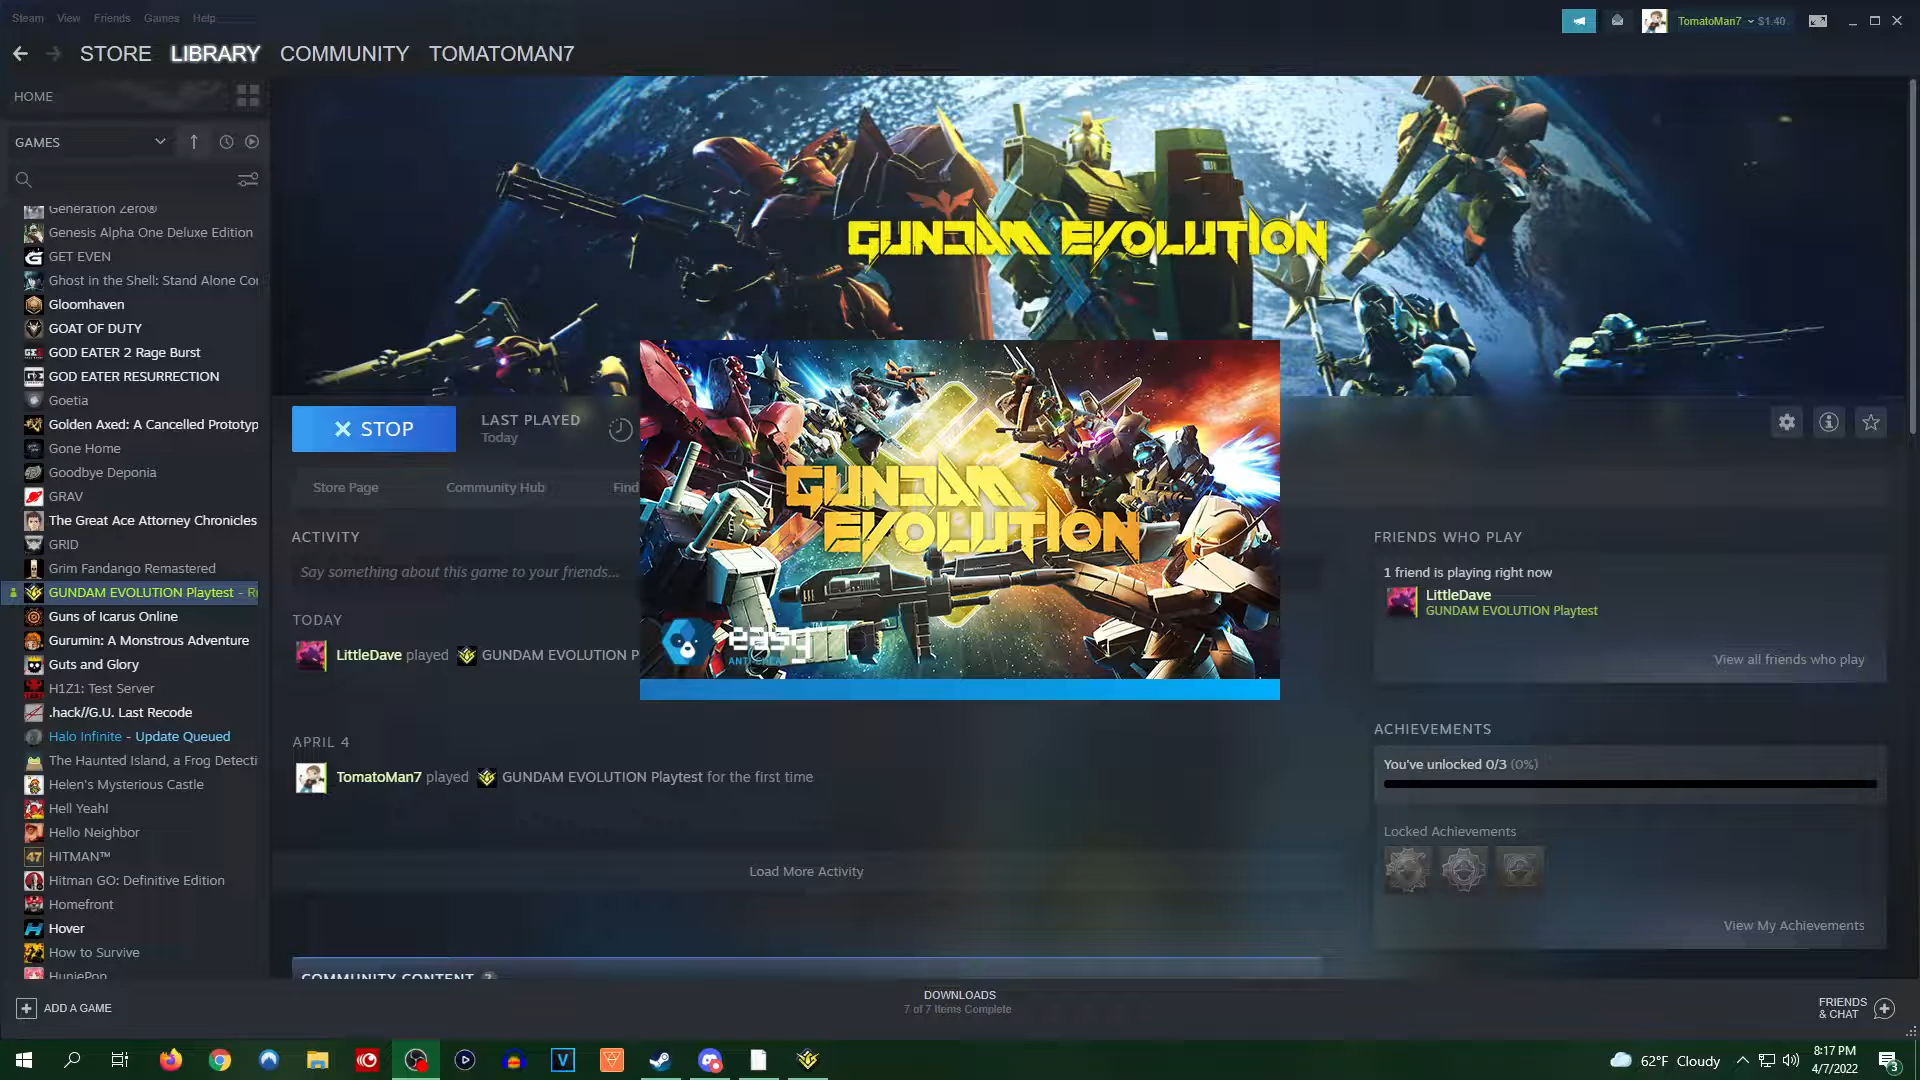 Steam View Friends Games Help
TomatoMan7 $1.40
STORE LIBRARY COMMUNITY TOMATOMAN7
HOME
GAMES
Generation Zero®
Genesis Alpha One Deluxe Edition
GET EVEN
Ghost in the Shell: Stand Alone Co
Gloomhaven
GOAT OF DUTY
GOD EATER 2 Rage Burst
GOD EATER RESURRECTION
Goetia
Golden Axed: A Cancelled Prototyp
Gone Home
Goodbye Deponia
GRAV
The Great Ace Attorney Chronicles
GRID
Grim Fandango Remastered
GUNDAM EVOLUTION Playtest - R
Guns of Icarus Online
Gurumin: A Monstrous Adventure
Guts and Glory
H1Z1: Test Server
.hack//G.U. Last Recode
Halo Infinite - Update Queued
The Haunted Island, a Frog Detecti
Helen's Mysterious Castle
Hell Yeah!
Hello Neighbor
HITMAN™
Hitman GO: Definitive Edition
Homefront
Hover
How to Survive
HuniePop
ADD A GAME
GUNDAM EVOLUTION
STOP
LAST PLAYED
Today
Store Page Community Hub Find
ACTIVITY
Say something about this game to your friends...
TODAY
LittleDave played GUNDAM EVOLUTION P
APRIL 4
TomatoMan7 played GUNDAM EVOLUTION Playtest for the first time
Load More Activity
COMMUNITY CONTENT
GUNDAM
EVOLUTION
easy™
FRIENDS WHO PLAY
1 friend is playing right now
LittleDave
GUNDAM EVOLUTION Playtest
View all friends who play
ACHIEVEMENTS
You've unlocked 0/3 (0%)
Locked Achievements
View My Achievements
DOWNLOADS
7 of 7 Items Complete
FRIENDS
& CHAT
62°F Cloudy
8:17 PM
4/7/2022
3